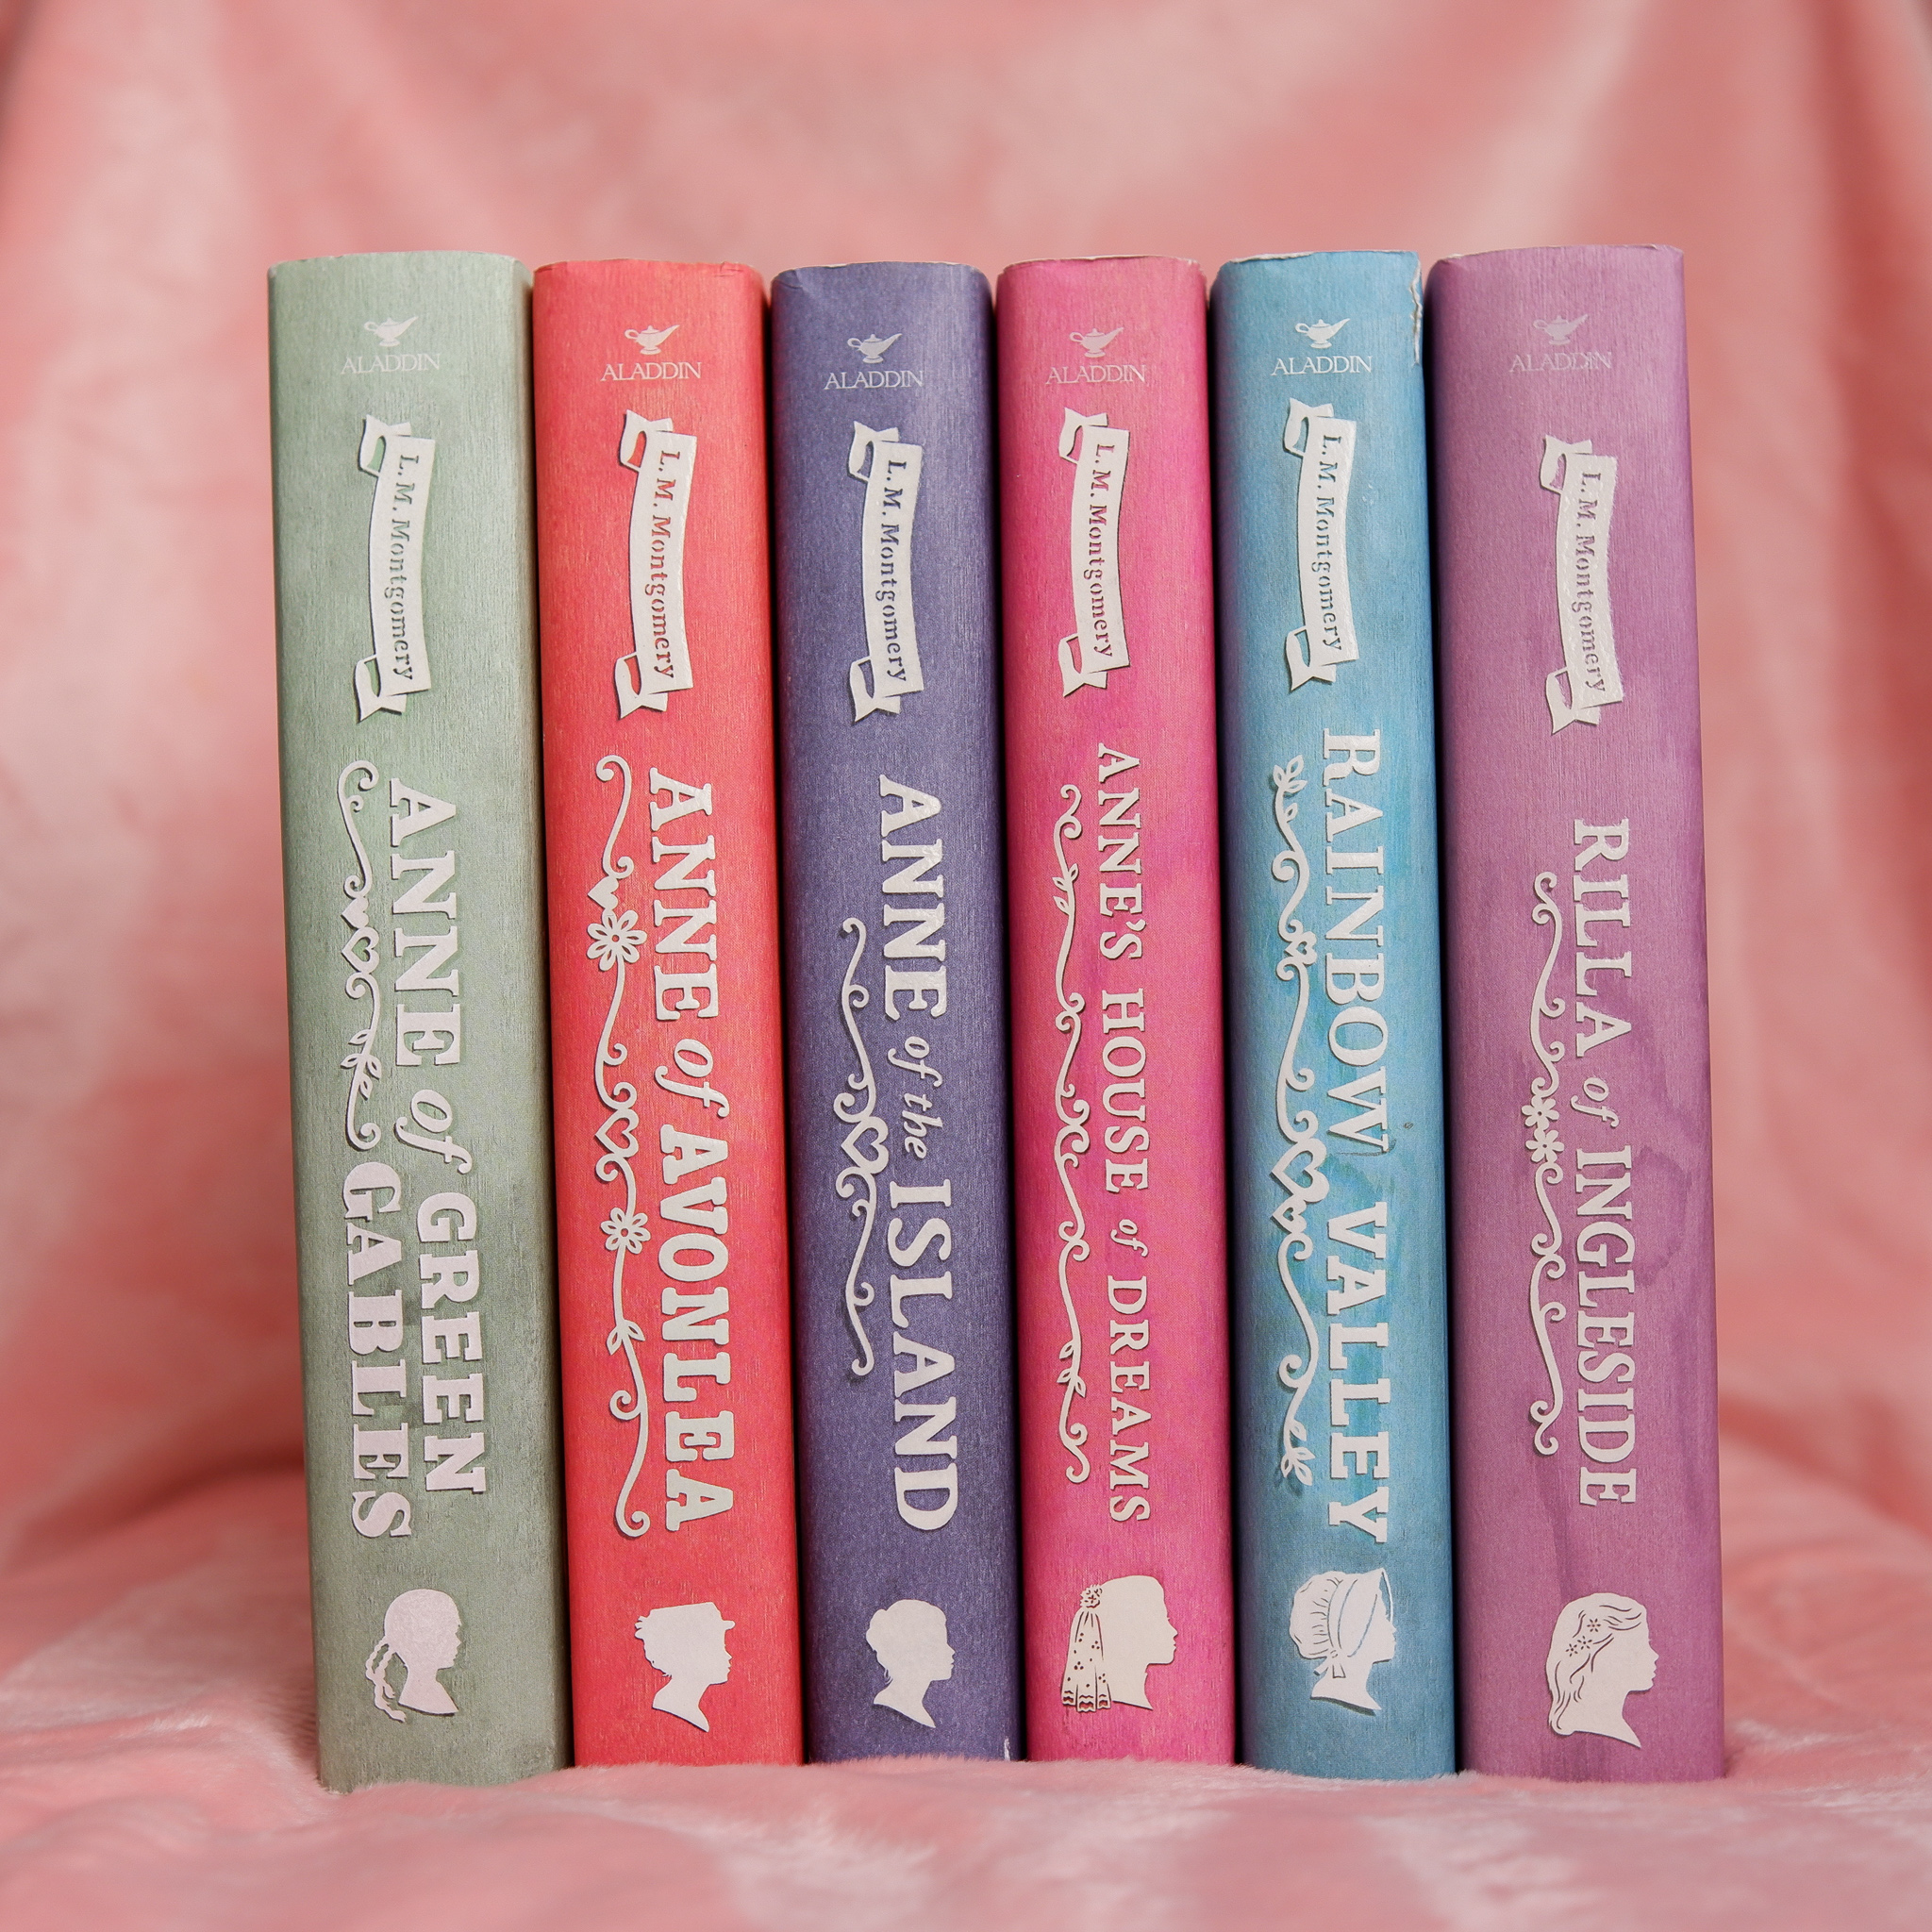 ALADDIN
L. M. Montgomery
ANNE of GREEN
GABLES
ALADDIN
L. M. Montgomery
ANNE of AVONLEA
ALADDIN
L. M. Montgomery
ANNE of the ISLAND
ALADDIN
L. M. Montgomery
ANNE'S HOUSE of DREAMS
ALADDIN
L. M. Montgomery
RAINBOW VALLEY
ALADDIN
L. M. Montgomery
RILLA of INGLESIDE